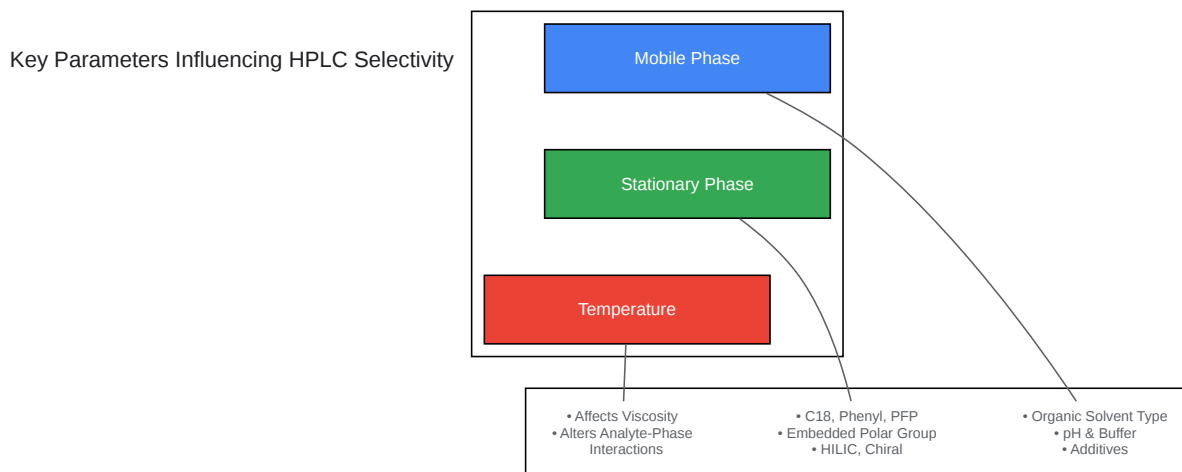 Key Parameters Influencing HPLC Selectivity
Mobile Phase
Stationary Phase
Temperature
• Affects Viscosity
• Alters Analyte-Phase
Interactions
• C18, Phenyl, PFP
• Embedded Polar Group
• HILIC, Chiral
• Organic Solvent Type
• pH & Buffer
• Additives